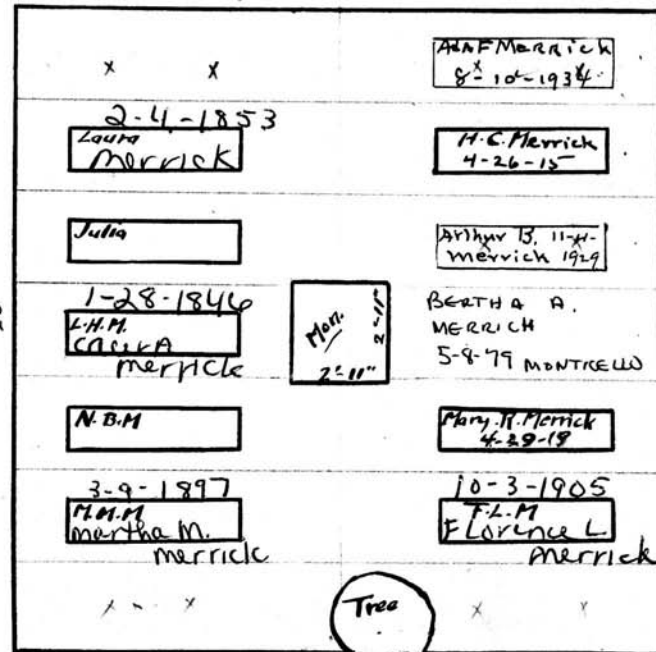 Ada F Merrick
8-10-1934
2-4-1853
Laura
Merrick
H.C. Merrick
4-26-15
Julia
Arthur B. 11-4-
Merrick 1929
1-28-1846
L.H.M.
Merrick
Mon.
2'-11"
2'-11"
BERTHA A.
MERRICH
5-8-79 MONTICELLO
N.B.M
Mary R. Merrick
3-9-1897
M.M.M
Martha M.
Merrick
10-3-1905
F.L.M
Florence L.
Merrick
Tree